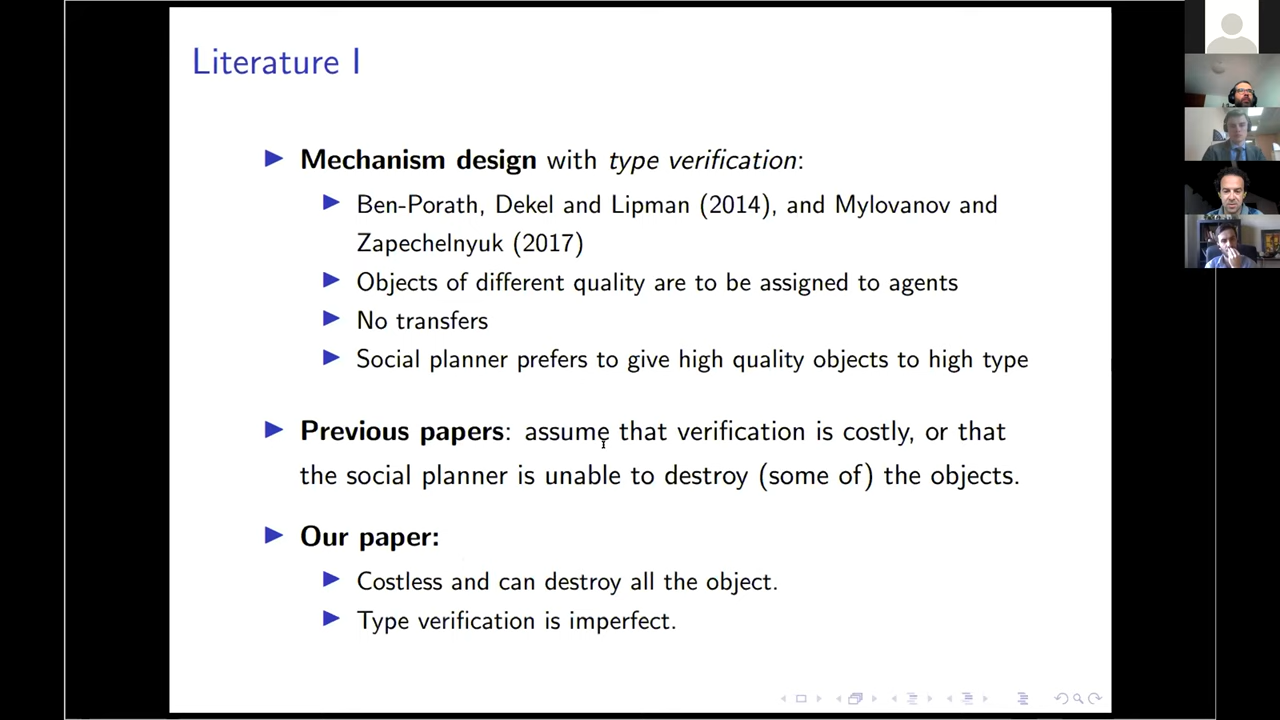 Literature I
Mechanism design with type verification:
Ben-Porath, Dekel and Lipman (2014), and Mylovanov and
Zapechelnyuk (2017)
Objects of different quality are to be assigned to agents
No transfers
Social planner prefers to give high quality objects to high type
Previous papers: assume that verification is costly, or that
the social planner is unable to destroy (some of) the objects.
Our paper:
Costless and can destroy all the object.
Type verification is imperfect.